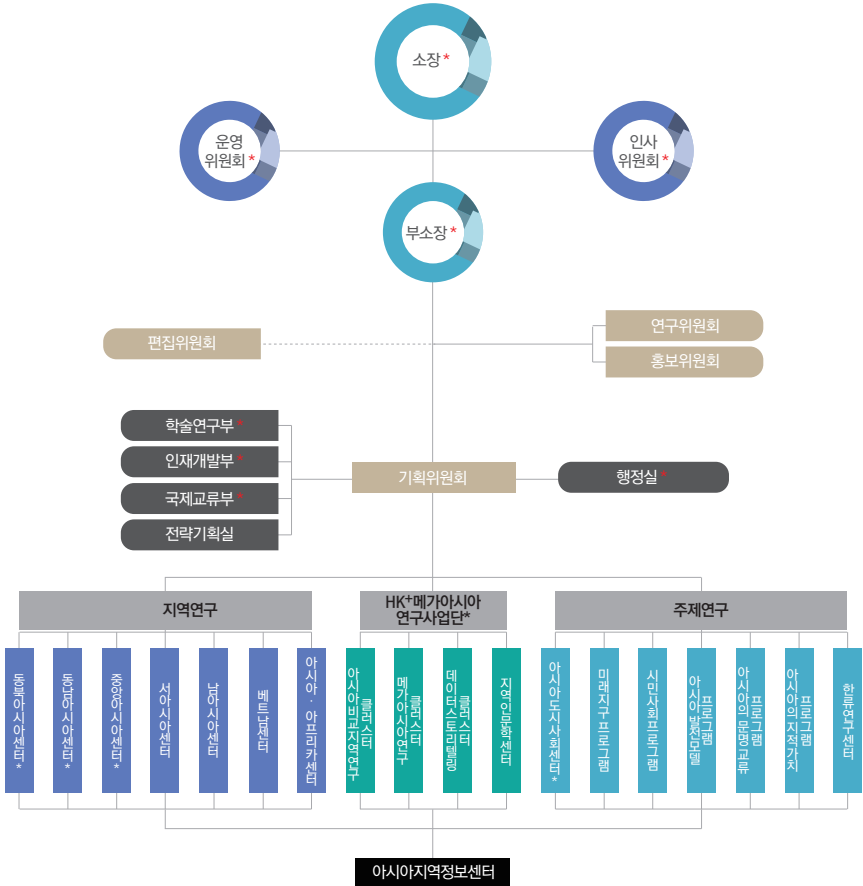 소장*
운영
위원회*
인사
위원회*
부소장*
편집위원회
연구위원회
홍보위원회
학술연구부*
인재개발부*
국제교류부*
전략기획실
기획위원회
행정실*
지역연구
HK+메가아시아
연구사업단*
주제연구
동북아시아센터*
동남아시아센터*
중앙아시아센터*
서아시아센터
남아시아센터
베트남센터
아시아·아프리카센터
아시아비교지역연구
클러스터
메가아시아연구
클러스터
데이터스토리텔링
클러스터
지역인문학센터
아시아도시사회센터*
미래지구프로그램
시민사회프로그램
아시아발전모델
프로그램
아시아의문명교류
프로그램
아시아의지적가치
프로그램
한류연구센터
아시아지역정보센터